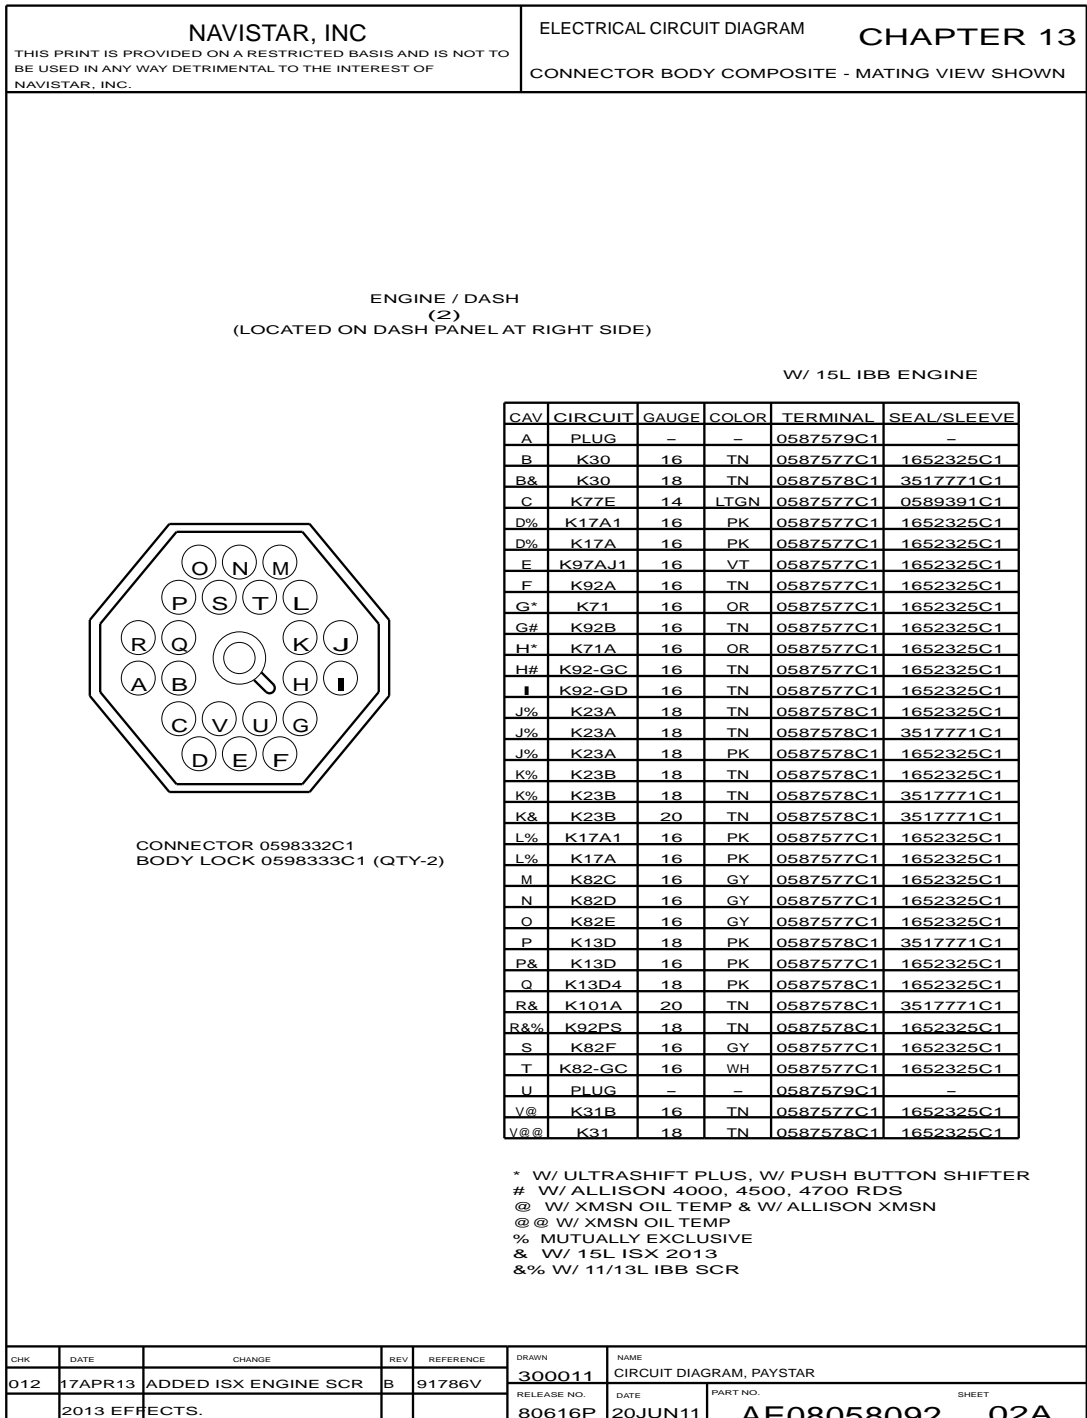 NAVISTAR, INC
THIS PRINT IS PROVIDED ON A RESTRICTED BASIS AND IS NOT TO
BE USED IN ANY WAY DETRIMENTAL TO THE INTEREST OF
NAVISTAR, INC.
ELECTRICAL CIRCUIT DIAGRAM CHAPTER 13
CONNECTOR BODY COMPOSITE - MATING VIEW SHOWN
ENGINE / DASH
(2)
(LOCATED ON DASH PANEL AT RIGHT SIDE)
W/ 15L IBB ENGINE
O N M
P S T L
R Q K J
A B H I
C V U G
D E F
CONNECTOR 0598332C1
BODY LOCK 0598333C1 (QTY-2)
CAV CIRCUIT GAUGE COLOR TERMINAL SEAL/SLEEVE
A PLUG – – 0587579C1 –
B K30 16 TN 0587577C1 1652325C1
B& K30 18 TN 0587578C1 3517771C1
C K77E 14 LTGN 0587577C1 0589391C1
D% K17A1 16 PK 0587577C1 1652325C1
D% K17A 16 PK 0587577C1 1652325C1
E K97AJ1 16 VT 0587577C1 1652325C1
F K92A 16 TN 0587577C1 1652325C1
G* K71 16 OR 0587577C1 1652325C1
G# K92B 16 TN 0587577C1 1652325C1
H* K71A 16 OR 0587577C1 1652325C1
H# K92-GC 16 TN 0587577C1 1652325C1
I K92-GD 16 TN 0587577C1 1652325C1
J% K23A 18 TN 0587578C1 1652325C1
J% K23A 18 TN 0587578C1 3517771C1
J% K23A 18 PK 0587578C1 1652325C1
K% K23B 18 TN 0587578C1 1652325C1
K% K23B 18 TN 0587578C1 3517771C1
K& K23B 20 TN 0587578C1 3517771C1
L% K17A1 16 PK 0587577C1 1652325C1
L% K17A 16 PK 0587577C1 1652325C1
M K82C 16 GY 0587577C1 1652325C1
N K82D 16 GY 0587577C1 1652325C1
O K82E 16 GY 0587577C1 1652325C1
P K13D 18 PK 0587578C1 3517771C1
P& K13D 16 PK 0587577C1 1652325C1
Q K13D4 18 PK 0587578C1 1652325C1
R& K101A 20 TN 0587578C1 3517771C1
R&% K92PS 18 TN 0587578C1 1652325C1
S K82F 16 GY 0587577C1 1652325C1
T K82-GC 16 WH 0587577C1 1652325C1
U PLUG – – 0587579C1 –
V@ K31B 16 TN 0587577C1 1652325C1
V@@ K31 18 TN 0587578C1 1652325C1
* W/ ULTRASHIFT PLUS, W/ PUSH BUTTON SHIFTER
# W/ ALLISON 4000, 4500, 4700 RDS
@ W/ XMSN OIL TEMP & W/ ALLISON XMSN
@@ W/ XMSN OIL TEMP
% MUTUALLY EXCLUSIVE
& W/ 15L ISX 2013
&% W/ 11/13L IBB SCR
CHK DATE CHANGE REV REFERENCE
012 17APR13 ADDED ISX ENGINE SCR B 91786V
2013 EFFECTS.
DRAWN 300011
NAME CIRCUIT DIAGRAM, PAYSTAR
RELEASE NO. 80616P
DATE 20JUN11
PART NO. AE08058092
SHEET 02A